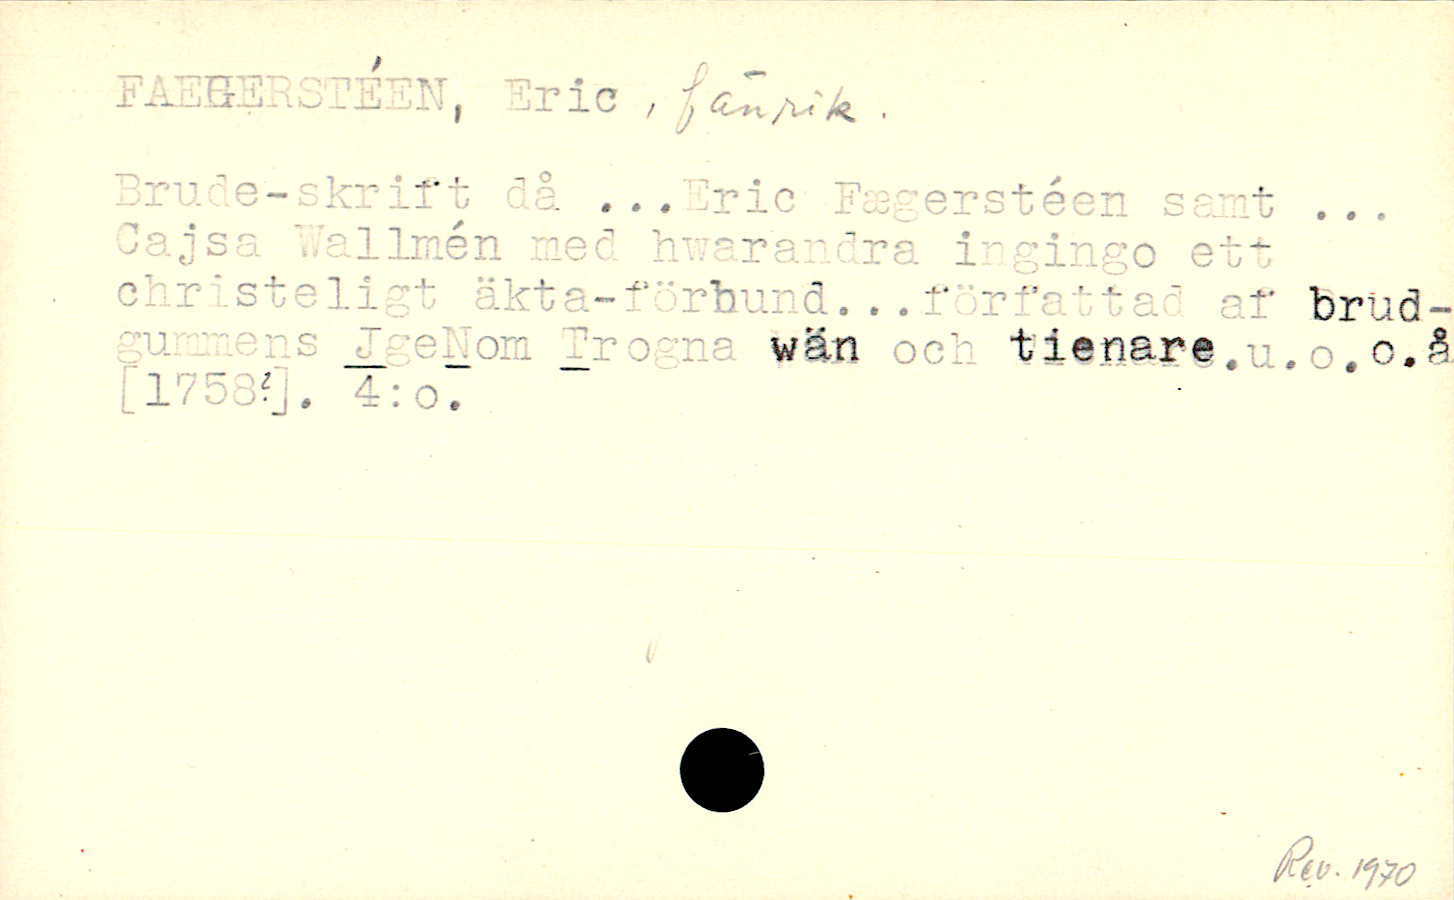 FAEGERSTÉEN, Eric, fänrik.
Brude-skrift då ...Eric Fægerstéen samt ...
Cajsa Wallmén med hwarandra ingingo ett
christeligt äkta-förbund...författad af brud-
gummens JgeNom Trogna wän och tienare.u.o.o.å
[1758?]. 4:o.
Rev. 1970